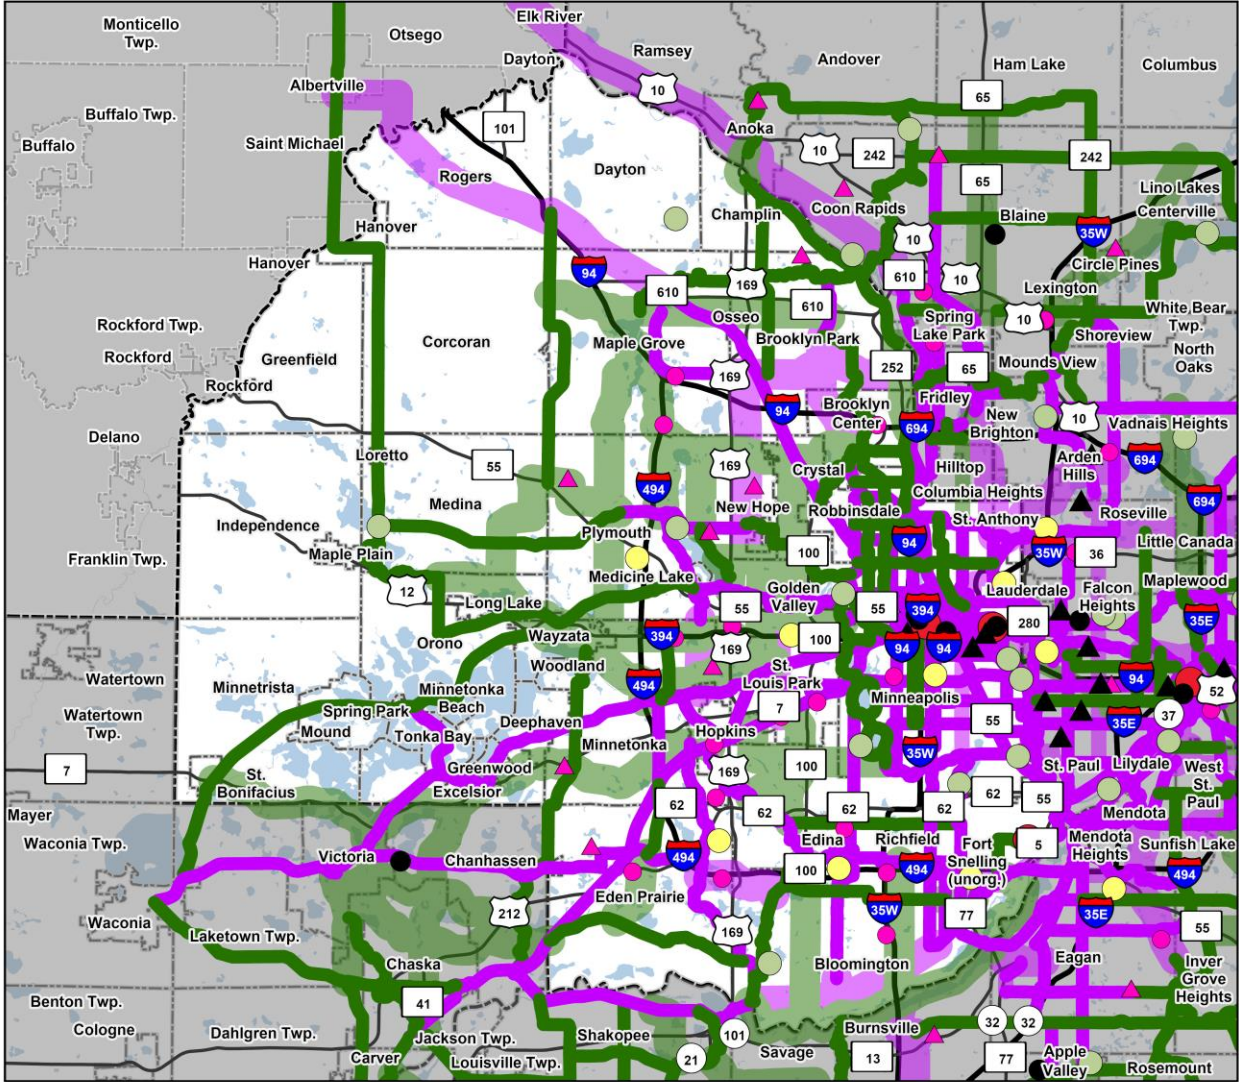 Elk River
Monticello
Twp.
Otsego
Ramsey
Dayton
Andover
Ham Lake
Columbus
Albertville
10
65
Buffalo Twp.
101
Anoka
Buffalo
Saint Michael
10
242
242
Dayton
65
Rogers
Lino Lakes
Champlin
Coon Rapids
Blaine
Centerville
Hanover
10
35W
Hanover
94
Circle Pines
610
10
169
610
Lexington
610
White Bear
Twp.
Osseo
Spring
Lake Park
10
Rockford Twp.
Shoreview
Corcoran
Maple Grove
Brooklyn Park
North
Oaks
Rockford
Greenfield
252
65
Mounds View
169
Rockford
Fridley
Brooklyn
Center
94
New
Brighton
10
Vadnais Heights
694
Delano
Loretto
Arden
Hills
694
55
169
Crystal
Hilltop
494
Columbia Heights
694
Medina
New Hope
Robbinsdale
Roseville
Independence
St. Anthony
Plymouth
94
Little Canada
Maple Plain
100
35W
36
Franklin Twp.
Medicine Lake
Lauderdale
Falcon
Heights
Maplewood
12
Golden
Valley
Long Lake
55
55
394
280
35E
Orono
Wayzata
394
100
169
94
94
Woodland
St.
Louis Park
Watertown
Minnetrista
494
94
52
Minnetonka
Beach
Minneapolis
Watertown
Twp.
Spring Park
7
55
37
Mound
Tonka Bay
Deephaven
Hopkins
35E
Minnetonka
35W
7
Greenwood
169
100
St. Paul
Lilydale
West
St.
Paul
St.
Bonifacius
Excelsior
62
62
62
62
62
55
Mendota
Mayer
Waconia Twp.
Edina
Richfield
Fort
Snelling
(unorg.)
5
Mendota
Heights
Sunfish Lake
Victoria
Chanhassen
494
100
494
494
Eden Prairie
212
35W
77
35E
Waconia
Laketown Twp.
169
55
Chaska
Bloomington
Eagan
Inver
Grove
Heights
Benton Twp.
41
Cologne
Dahlgren Twp.
Jackson Twp.
Shakopee
101
Burnsville
32
32
Carver
Louisville Twp.
21
Savage
13
77
Apple
Valley
Rosemount